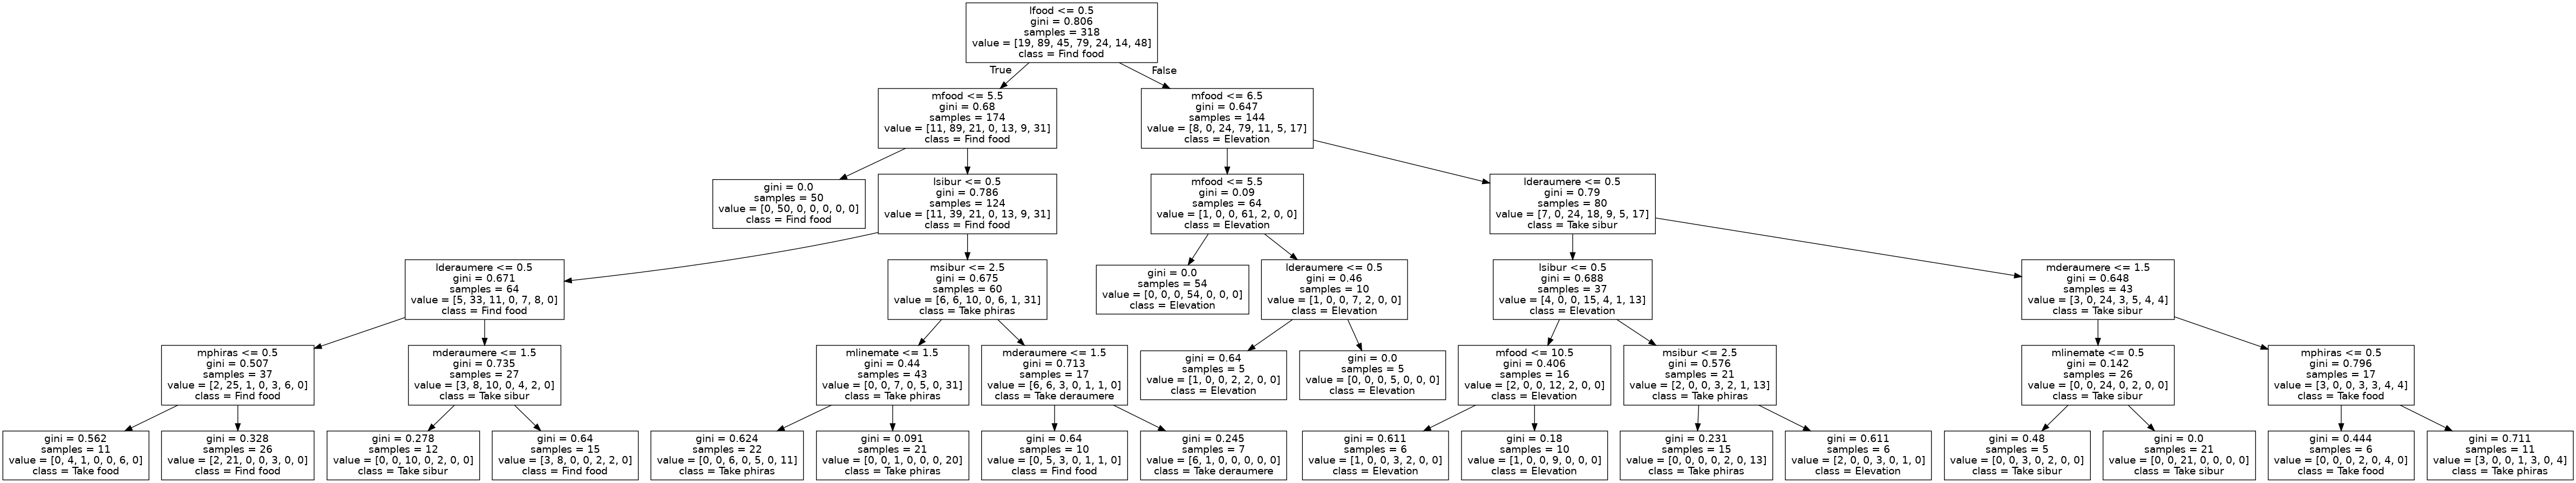 lfood <= 0.5
gini = 0.806
samples = 318
value = [19, 89, 45, 79, 24, 14, 48]
class = Find food
True
False
mfood <= 5.5
gini = 0.68
samples = 174
value = [11, 89, 21, 0, 13, 9, 31]
class = Find food
mfood <= 6.5
gini = 0.647
samples = 144
value = [8, 0, 24, 79, 11, 5, 17]
class = Elevation
gini = 0.0
samples = 50
value = [0, 50, 0, 0, 0, 0, 0]
class = Find food
lsibur <= 0.5
gini = 0.786
samples = 124
value = [11, 39, 21, 0, 13, 9, 31]
class = Find food
mfood <= 5.5
gini = 0.09
samples = 64
value = [1, 0, 0, 61, 2, 0, 0]
class = Elevation
lderaumere <= 0.5
gini = 0.79
samples = 80
value = [7, 0, 24, 18, 9, 5, 17]
class = Take sibur
lderaumere <= 0.5
gini = 0.671
samples = 64
value = [5, 33, 11, 0, 7, 8, 0]
class = Find food
msibur <= 2.5
gini = 0.675
samples = 60
value = [6, 6, 10, 0, 6, 1, 31]
class = Take phiras
gini = 0.0
samples = 54
value = [0, 0, 0, 54, 0, 0, 0]
class = Elevation
lderaumere <= 0.5
gini = 0.46
samples = 10
value = [1, 0, 0, 7, 2, 0, 0]
class = Elevation
lsibur <= 0.5
gini = 0.688
samples = 37
value = [4, 0, 0, 15, 4, 1, 13]
class = Elevation
mderaumere <= 1.5
gini = 0.648
samples = 43
value = [3, 0, 24, 3, 5, 4, 4]
class = Take sibur
mphiras <= 0.5
gini = 0.507
samples = 37
value = [2, 25, 1, 0, 3, 6, 0]
class = Find food
mderaumere <= 1.5
gini = 0.735
samples = 27
value = [3, 8, 10, 0, 4, 2, 0]
class = Take sibur
mlinemate <= 1.5
gini = 0.44
samples = 43
value = [0, 0, 7, 0, 5, 0, 31]
class = Take phiras
mderaumere <= 1.5
gini = 0.713
samples = 17
value = [6, 6, 3, 0, 1, 1, 0]
class = Take deraumere
gini = 0.64
samples = 5
value = [1, 0, 0, 2, 2, 0, 0]
class = Elevation
gini = 0.0
samples = 5
value = [0, 0, 0, 5, 0, 0, 0]
class = Elevation
mfood <= 10.5
gini = 0.406
samples = 16
value = [2, 0, 0, 12, 2, 0, 0]
class = Elevation
msibur <= 2.5
gini = 0.576
samples = 21
value = [2, 0, 0, 3, 2, 1, 13]
class = Take phiras
mlinemate <= 0.5
gini = 0.142
samples = 26
value = [0, 0, 24, 0, 2, 0, 0]
class = Take sibur
mphiras <= 0.5
gini = 0.796
samples = 17
value = [3, 0, 0, 3, 3, 4, 4]
class = Take food
gini = 0.562
samples = 11
value = [0, 4, 1, 0, 0, 6, 0]
class = Take food
gini = 0.328
samples = 26
value = [2, 21, 0, 0, 3, 0, 0]
class = Find food
gini = 0.278
samples = 12
value = [0, 0, 10, 0, 2, 0, 0]
class = Take sibur
gini = 0.64
samples = 15
value = [3, 8, 0, 0, 2, 2, 0]
class = Find food
gini = 0.624
samples = 22
value = [0, 0, 6, 0, 5, 0, 11]
class = Take phiras
gini = 0.091
samples = 21
value = [0, 0, 1, 0, 0, 0, 20]
class = Take phiras
gini = 0.64
samples = 10
value = [0, 5, 3, 0, 1, 1, 0]
class = Find food
gini = 0.245
samples = 7
value = [6, 1, 0, 0, 0, 0, 0]
class = Take deraumere
gini = 0.611
samples = 6
value = [1, 0, 0, 3, 2, 0, 0]
class = Elevation
gini = 0.18
samples = 10
value = [1, 0, 0, 9, 0, 0, 0]
class = Elevation
gini = 0.231
samples = 15
value = [0, 0, 0, 0, 2, 0, 13]
class = Take phiras
gini = 0.611
samples = 6
value = [2, 0, 0, 3, 0, 1, 0]
class = Elevation
gini = 0.48
samples = 5
value = [0, 0, 3, 0, 2, 0, 0]
class = Take sibur
gini = 0.0
samples = 21
value = [0, 0, 21, 0, 0, 0, 0]
class = Take sibur
gini = 0.444
samples = 6
value = [0, 0, 0, 2, 0, 4, 0]
class = Take food
gini = 0.711
samples = 11
value = [3, 0, 0, 1, 3, 0, 4]
class = Take phiras